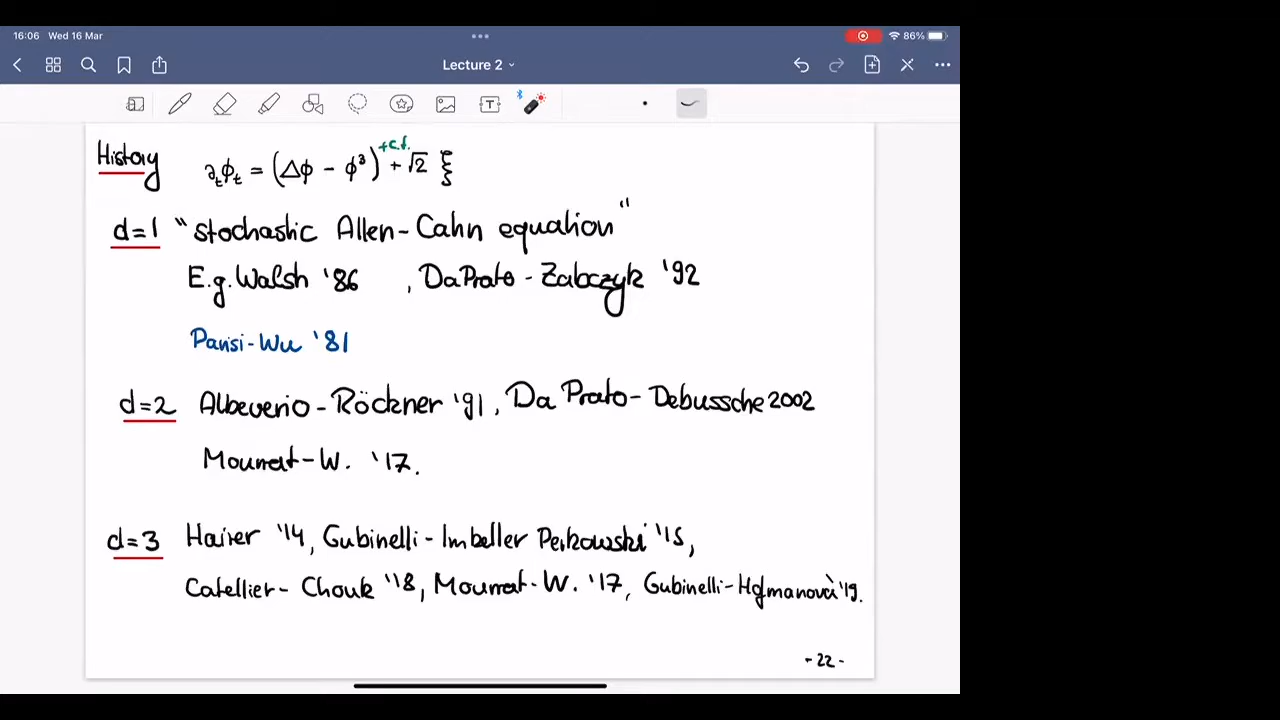 16:06 Wed 16 Mar
86%
Lecture 2
History ∂ₜϕₜ = (Δϕ − ϕ³) + √2 ξ
+c.f.
d=1 "stochastic Allen-Cahn equation"
E.g. Walsh '86 , Da Prato - Zabczyk '92
Parisi-Wu '81
d=2 Albeverio - Röckner '91, Da Prato - Debussche 2002
Mourrat-W. '17.
d=3 Hairer '14, Gubinelli - Imkeller Perkowski '15,
Catellier - Chouk '18, Mourrat-W. '17, Gubinelli-Hofmanovà '19.
- 22 -